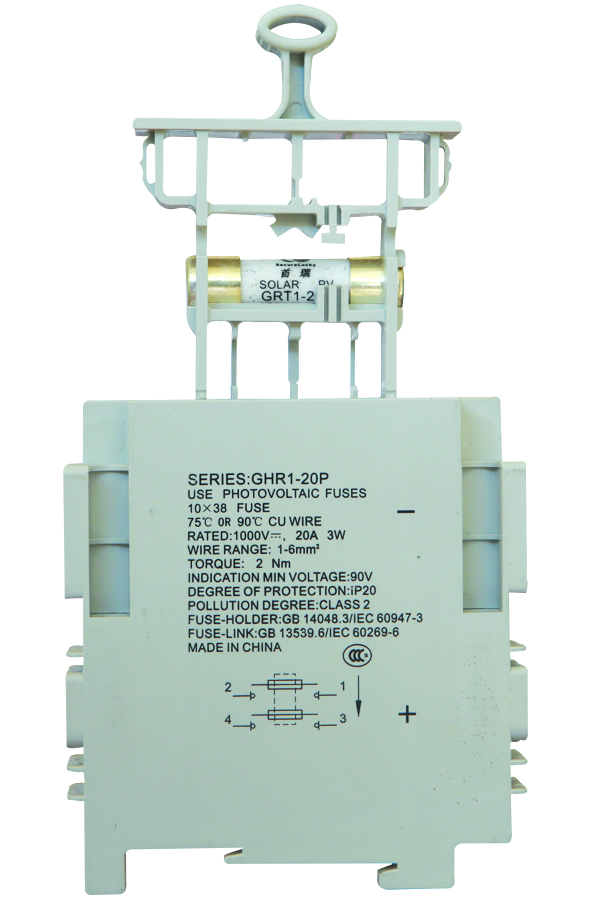 首瑞
SOLAR PV
GRT1-2
SERIES:GHR1-20P
USE PHOTOVOLTAIC FUSES
10×38 FUSE
75℃ OR 90℃ CU WIRE
RATED:1000V⎓, 20A 3W
WIRE RANGE: 1-6mm²
TORQUE: 2 Nm
INDICATION MIN VOLTAGE:90V
DEGREE OF PROTECTION:iP20
POLLUTION DEGREE:CLASS 2
FUSE-HOLDER:GB 14048.3/IEC 60947-3
FUSE-LINK:GB 13539.6/IEC 60269-6
MADE IN CHINA
CCC S
2 1
4 3
−
+